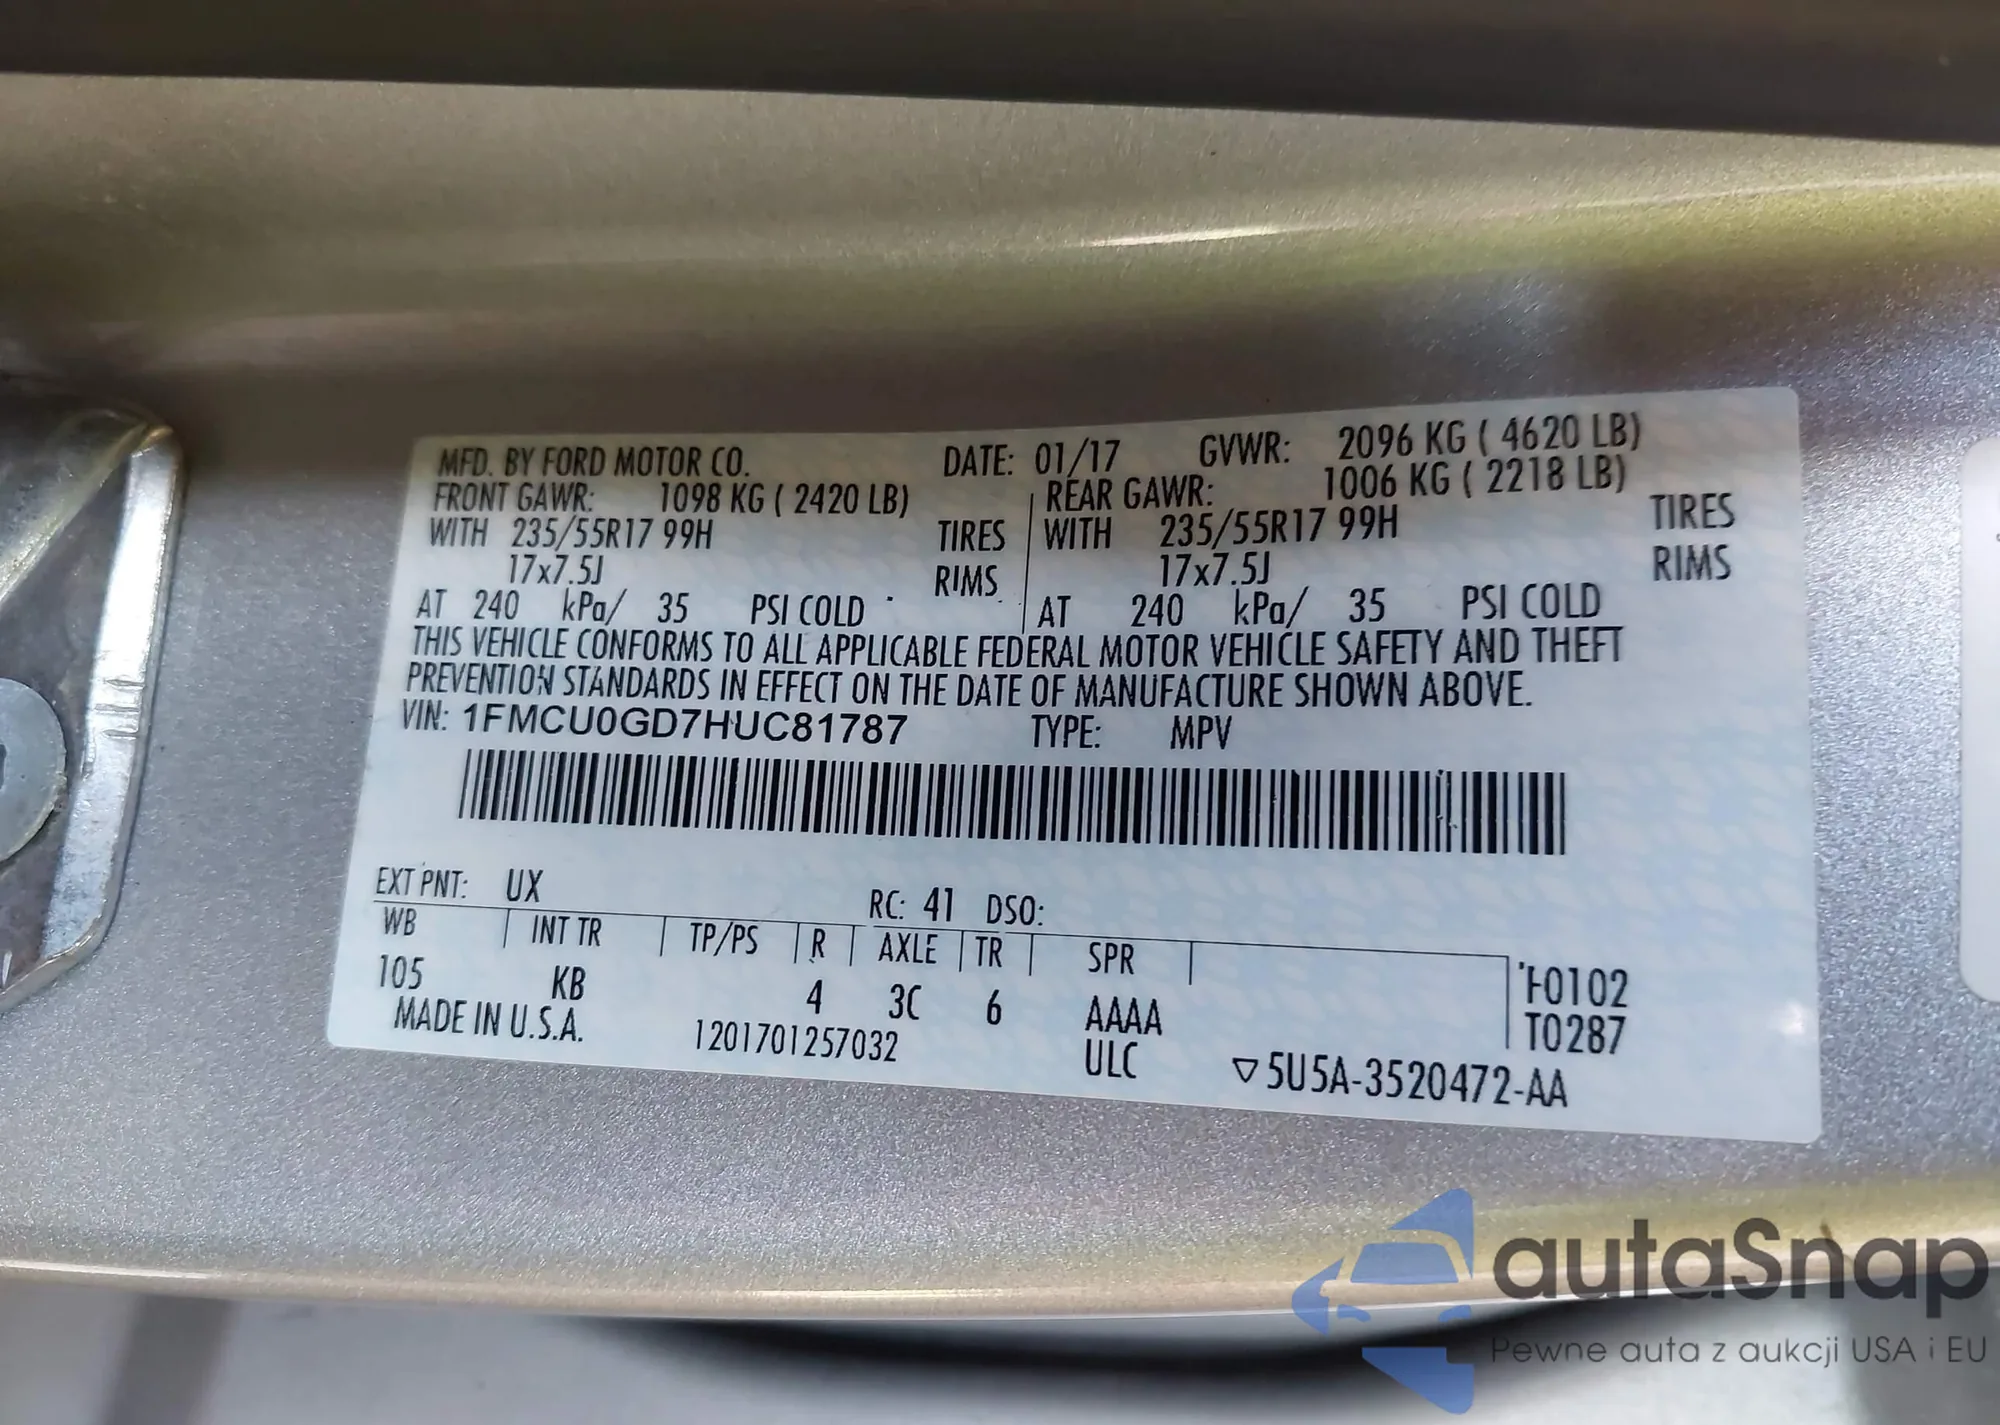 MFD. BY FORD MOTOR CO. DATE: 01/17 GVWR: 2096 KG ( 4620 LB)
FRONT GAWR: 1098 KG ( 2420 LB) REAR GAWR: 1006 KG ( 2218 LB)
WITH 235/55R17 99H TIRES WITH 235/55R17 99H TIRES
17x7.5J RIMS 17x7.5J RIMS
AT 240 kPa/ 35 PSI COLD AT 240 kPa/ 35 PSI COLD
THIS VEHICLE CONFORMS TO ALL APPLICABLE FEDERAL MOTOR VEHICLE SAFETY AND THEFT
PREVENTION STANDARDS IN EFFECT ON THE DATE OF MANUFACTURE SHOWN ABOVE.
VIN: 1FMCU0GD7HUC81787 TYPE: MPV
EXT PNT: UX RC: 41 DSO:
WB INT TR TP/PS R AXLE TR SPR
105 KB 4 3C 6 AAAA F0102
MADE IN U.S.A. 1201701257032 ULC T0287
▽5U5A-3520472-AA
autaSnap
Pewne auta z aukcji USA i EU